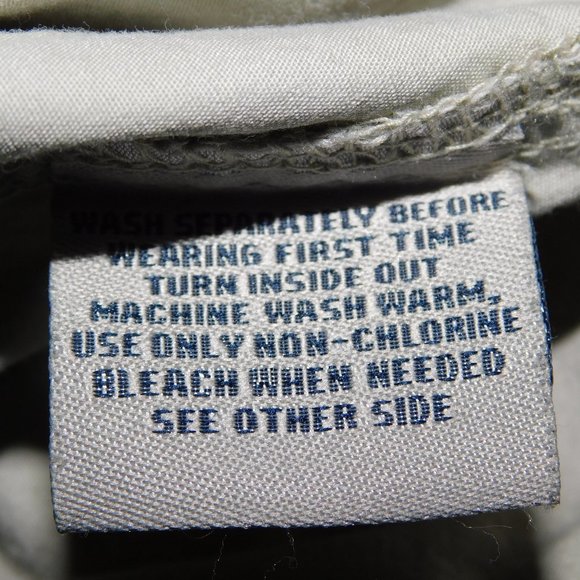 WASH SEPARATELY BEFORE
WEARING FIRST TIME
TURN INSIDE OUT
MACHINE WASH WARM,
USE ONLY NON-CHLORINE
BLEACH WHEN NEEDED
SEE OTHER SIDE